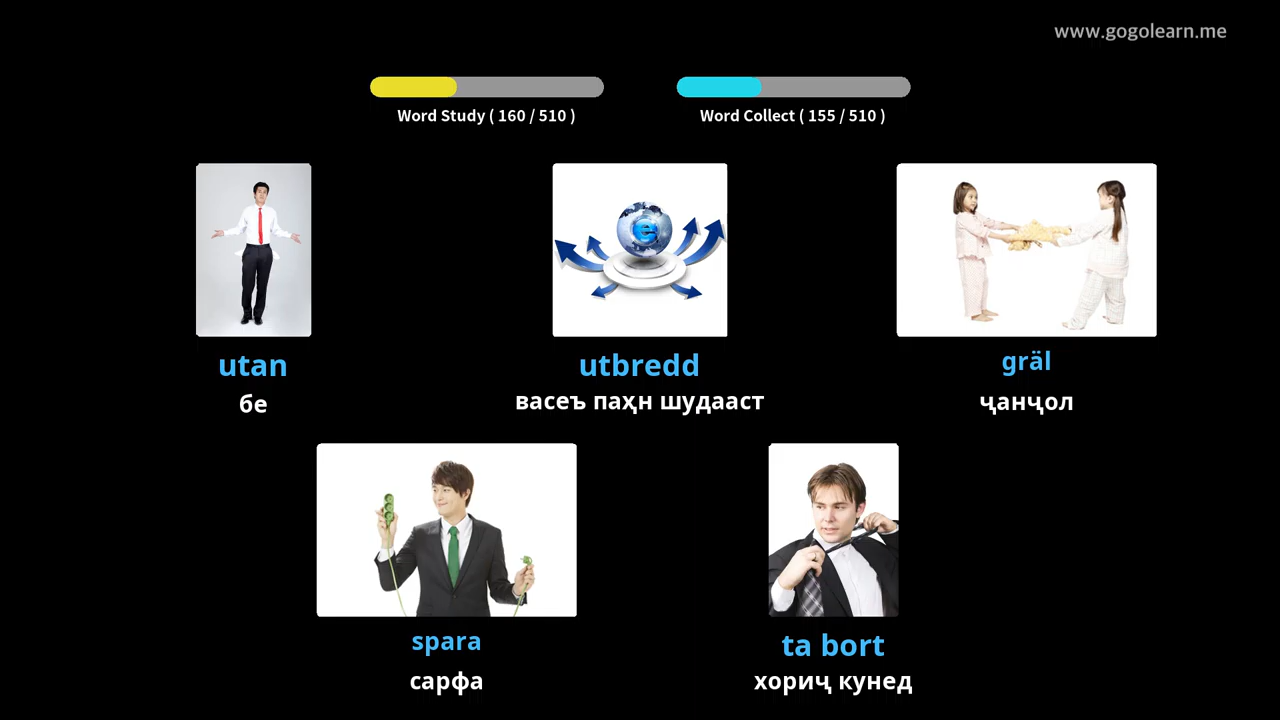 www.gogolearn.me
Word Study ( 160 / 510 )
Word Collect ( 155 / 510 )
e
utan
бе
utbredd
васеъ паҳн шудааст
gräl
ҷанҷол
spara
сарфа
ta bort
хориҷ кунед